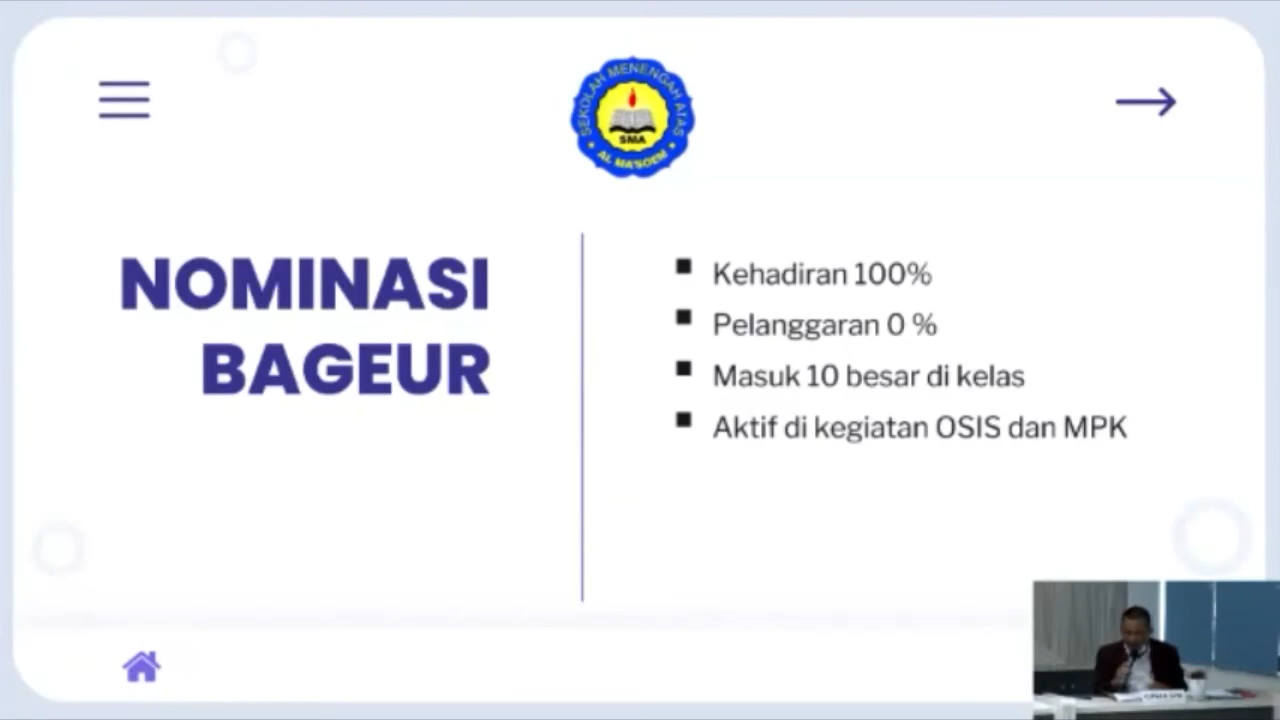 SEKOLAH MENENGAH ATAS
SMA
AL MA'SOEM
NOMINASI
BAGEUR
Kehadiran 100%
Pelanggaran 0 %
Masuk 10 besar di kelas
Aktif di kegiatan OSIS dan MPK